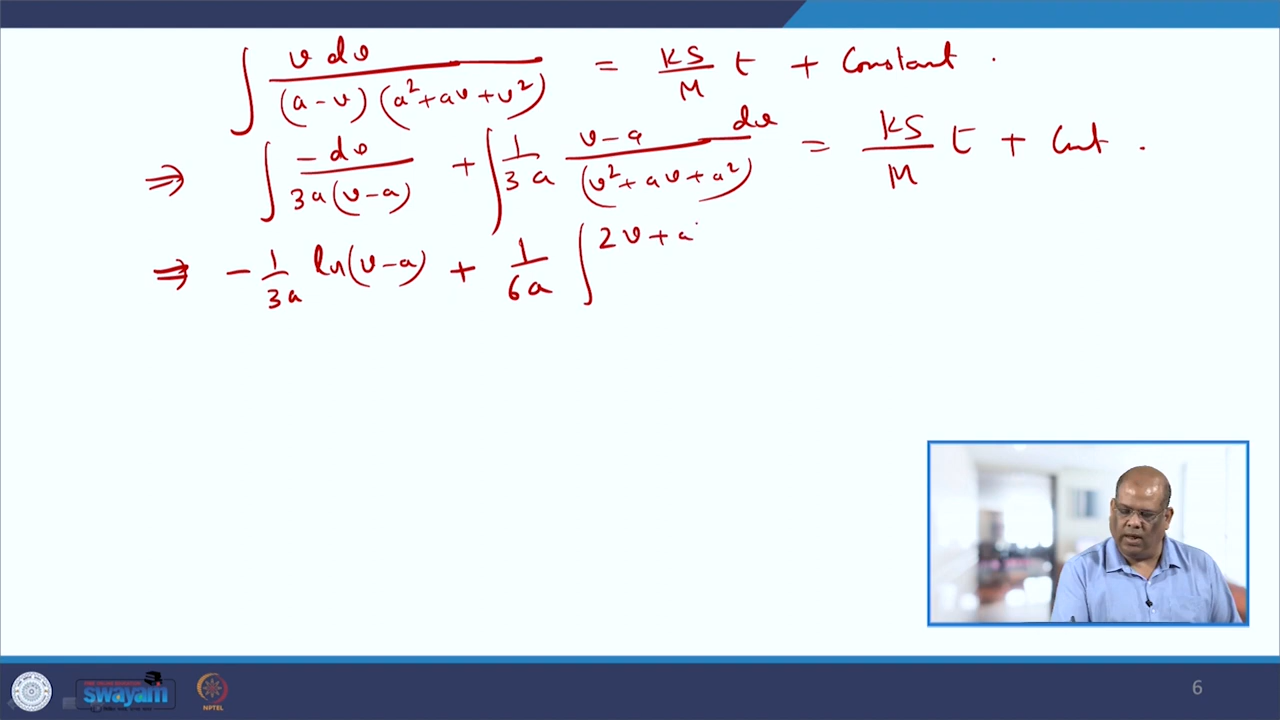 ∫ v dv / (a-v)(a²+av+v²) = KS/M t + Constant .
⇒ ∫ -dv / 3a(v-a) + ∫ 1/3a (v-a) dv / (v²+av+a²) = KS/M t + Cnt .
⇒ -1/3a ln(v-a) + 1/6a ∫ 2v+a
swayam
NPTEL
6